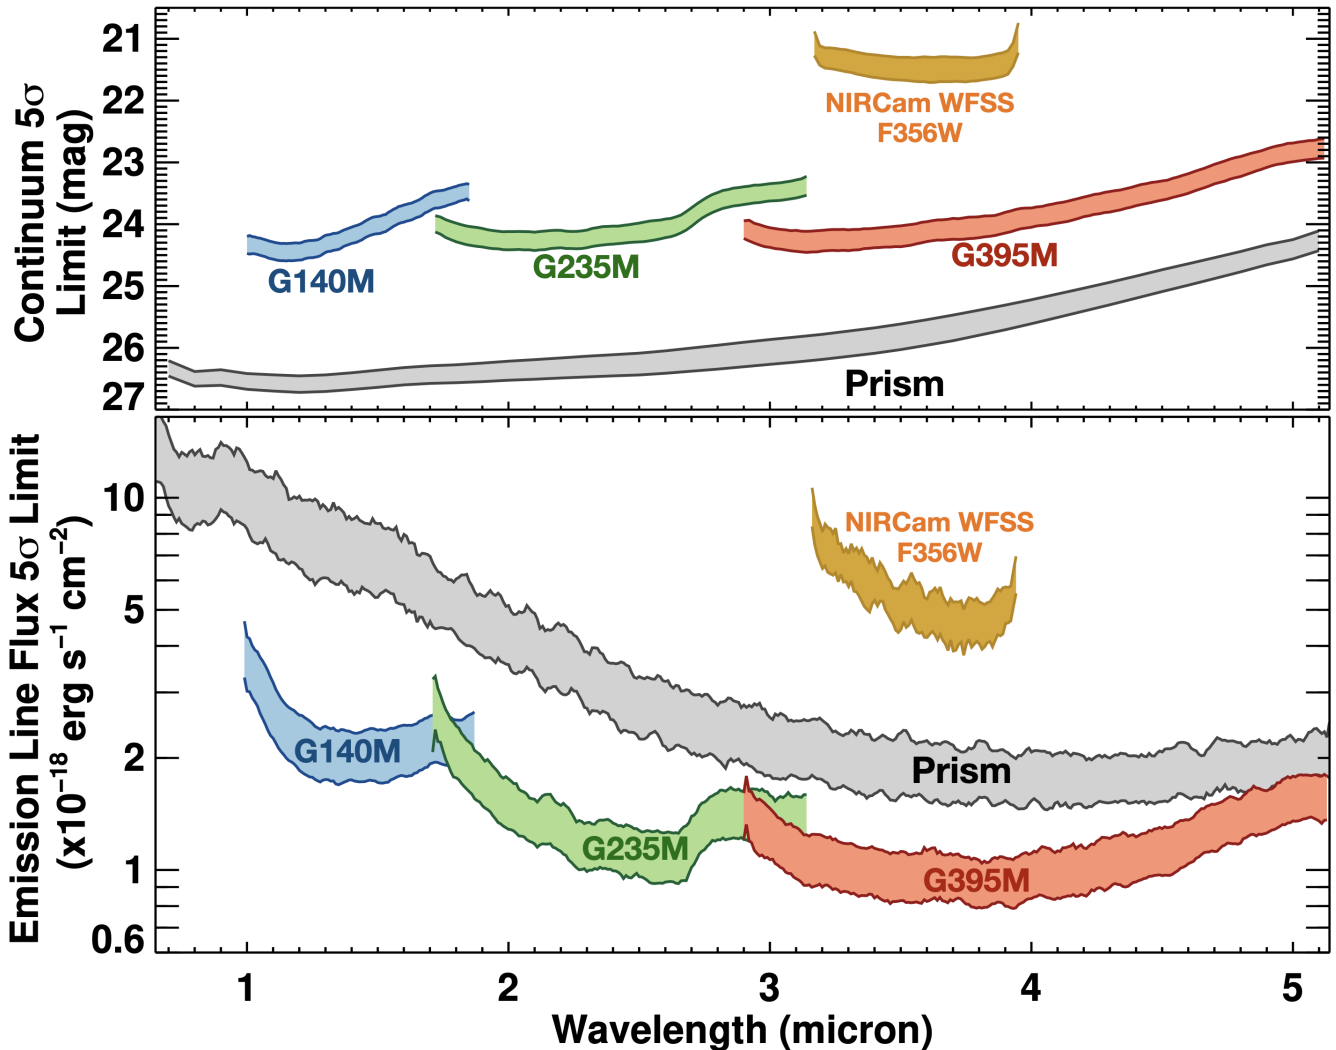 Continuum 5σ
Limit (mag)
21
22
23
24
25
26
27
NIRCam WFSS
F356W
G140M
G235M
G395M
Prism
Emission Line Flux 5σ Limit
(x10⁻¹⁸ erg s⁻¹ cm⁻²)
10
5
2
1
0.6
NIRCam WFSS
F356W
G140M
Prism
G235M
G395M
1 2 3 4 5
Wavelength (micron)